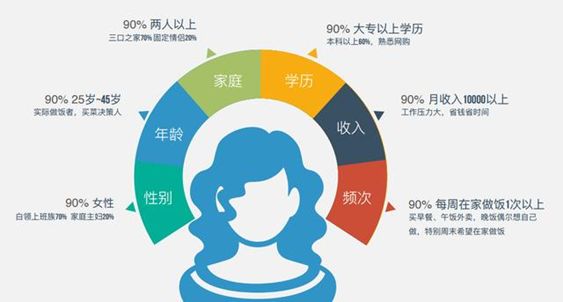 90% 两人以上
三口之家70% 固定情侣20%
90% 大专以上学历
本科以上60%，熟悉网购
家庭
学历
90% 25岁-45岁
实际做饭者，买菜决策人
90% 月收入10000以上
工作压力大，省钱省时间
年龄
收入
性别
频次
90% 女性
白领上班族70% 家庭主妇20%
90% 每周在家做饭1次以上
买早餐、午饭外卖、晚饭偶尔想自己
做，特别周末希望在家做饭